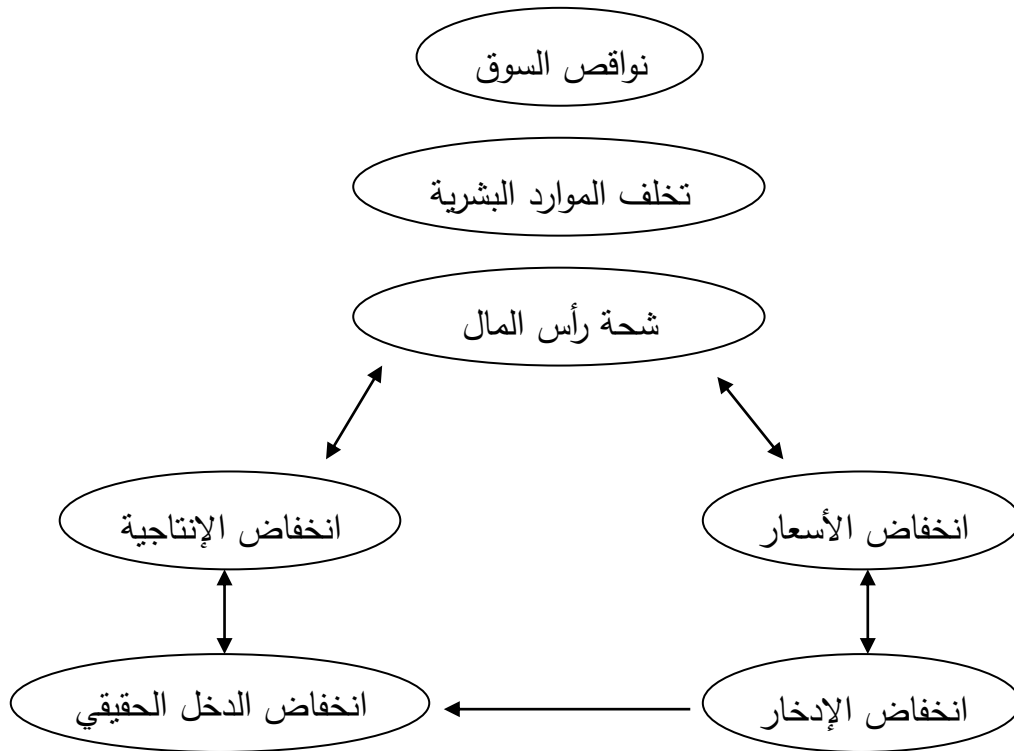 نواقص السوق
تخلف الموارد البشرية
شحة رأس المال
انخفاض الأسعار
انخفاض الإنتاجية
انخفاض الإدخار
انخفاض الدخل الحقيقي